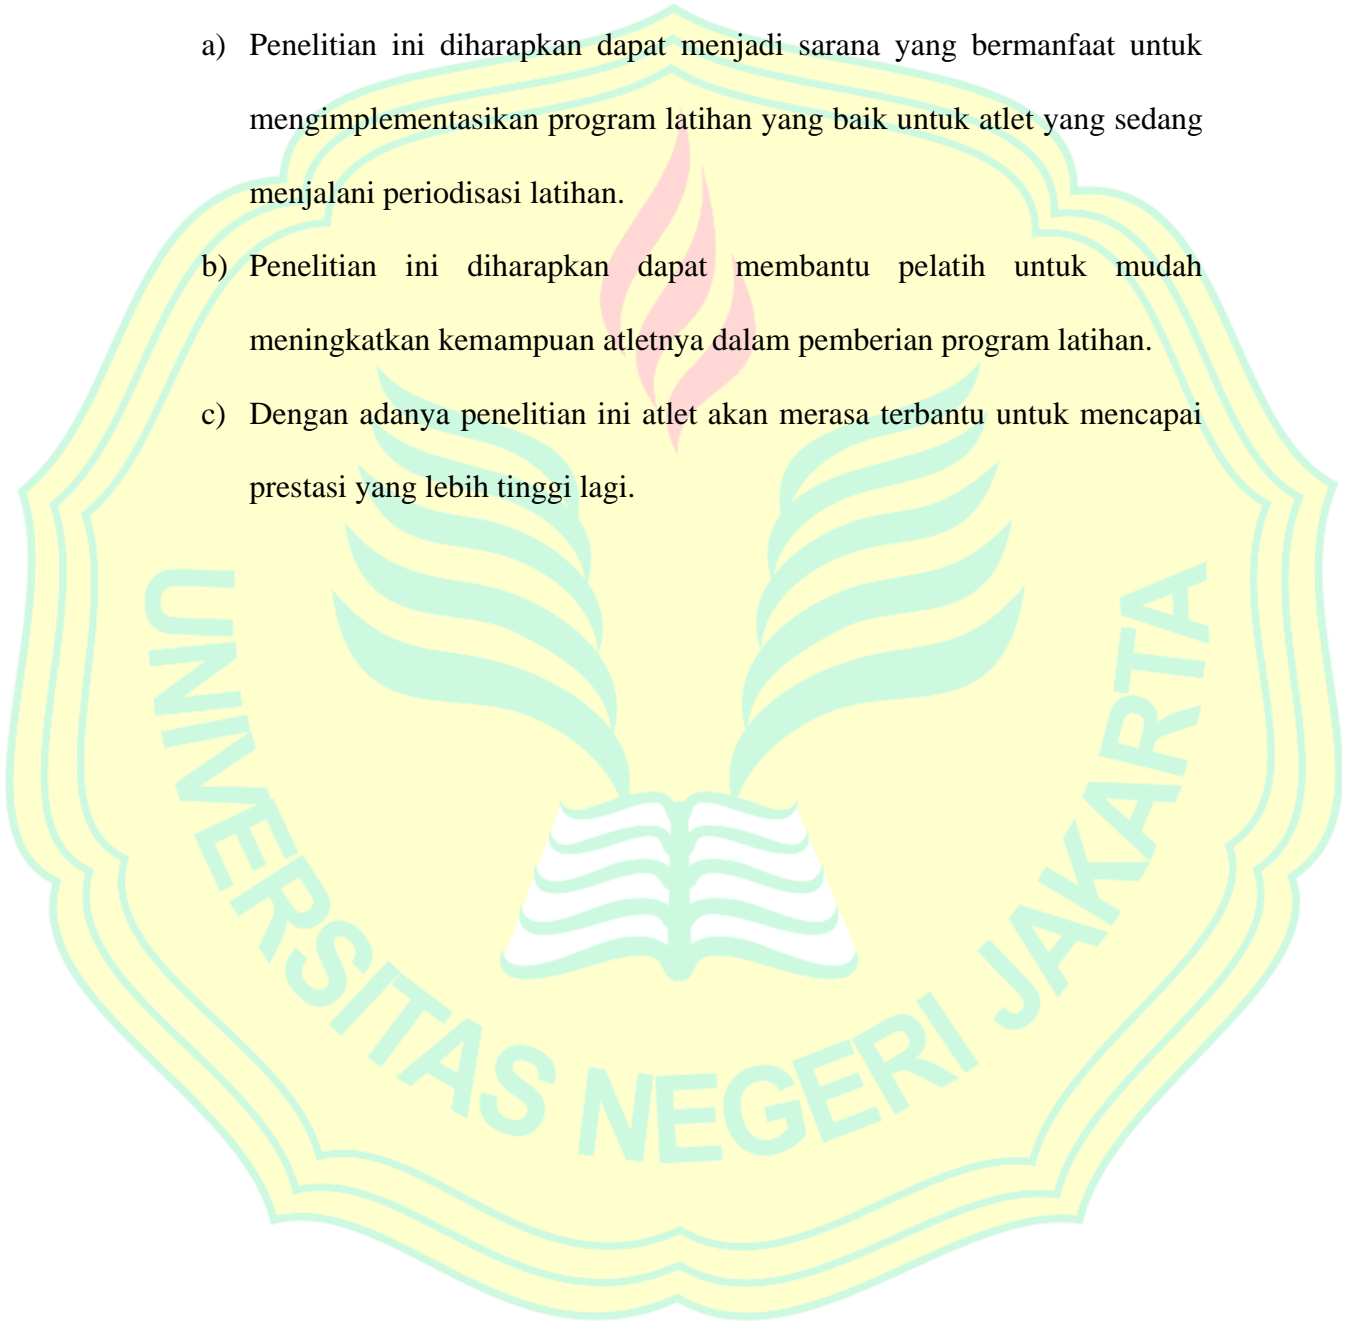 a) Penelitian ini diharapkan dapat menjadi sarana yang bermanfaat untuk
mengimplementasikan program latihan yang baik untuk atlet yang sedang
menjalani periodisasi latihan.
b) Penelitian ini diharapkan dapat membantu pelatih untuk mudah
meningkatkan kemampuan atletnya dalam pemberian program latihan.
c) Dengan adanya penelitian ini atlet akan merasa terbantu untuk mencapai
prestasi yang lebih tinggi lagi.
UNIVERSITAS NEGERI JAKARTA